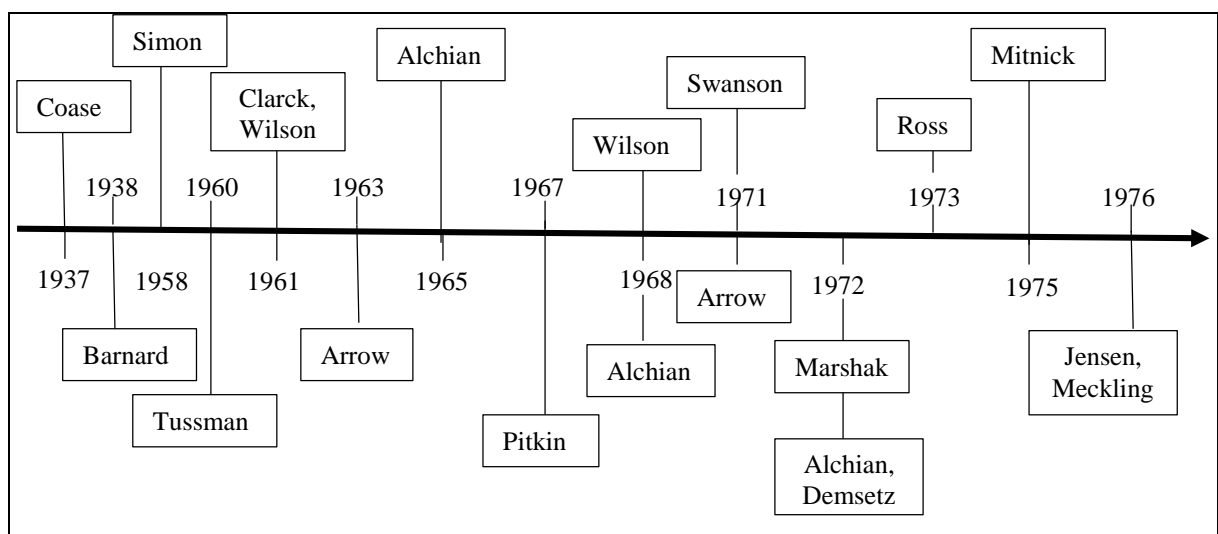 Simon
Alchian
Mitnick
Swanson
Coase
Clarck,
Wilson
Ross
Wilson
1938
1960
1963
1967
1971
1973
1976
1937
1958
1961
1965
1968
1972
1975
Arrow
Barnard
Arrow
Alchian
Marshak
Jensen,
Meckling
Tussman
Pitkin
Alchian,
Demsetz